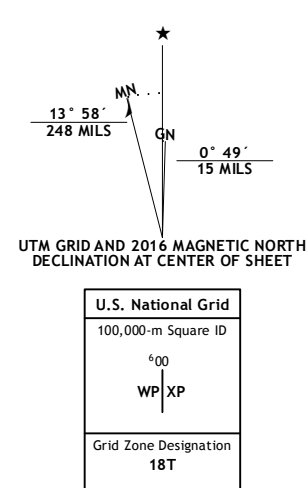 ★
MN
13° 58´
248 MILS
GN
0° 49´
15 MILS
UTM GRID AND 2016 MAGNETIC NORTH
DECLINATION AT CENTER OF SHEET
U.S. National Grid
100,000-m Square ID
⁶00
WP XP
Grid Zone Designation
18T